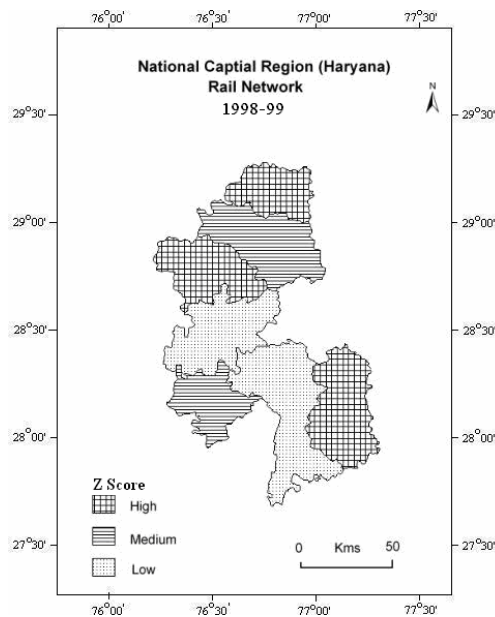 76°00' 76°30' 77°00' 77°30'
National Captial Region (Haryana)
Rail Network
1998-99
N
29°30' 29°30'
29°00' 29°00'
28°30' 28°30'
28°00' 28°00'
Z Score
High
Medium
Low
0 Kms 50
27°30' 27°30'
76°00' 76°30' 77°00' 77°30'